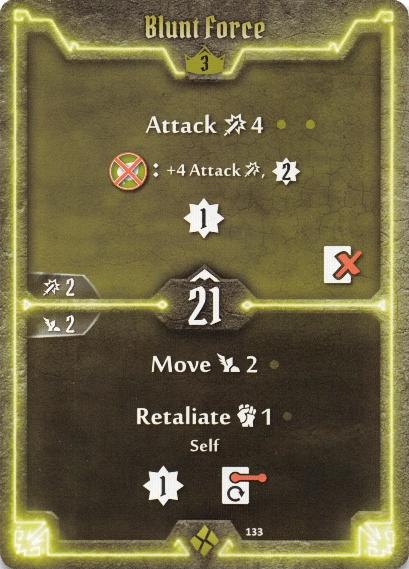 Blunt Force
3
Attack 4
: +4 Attack , 2
1
2
21
2
Move 2
Retaliate 1
Self
1
133